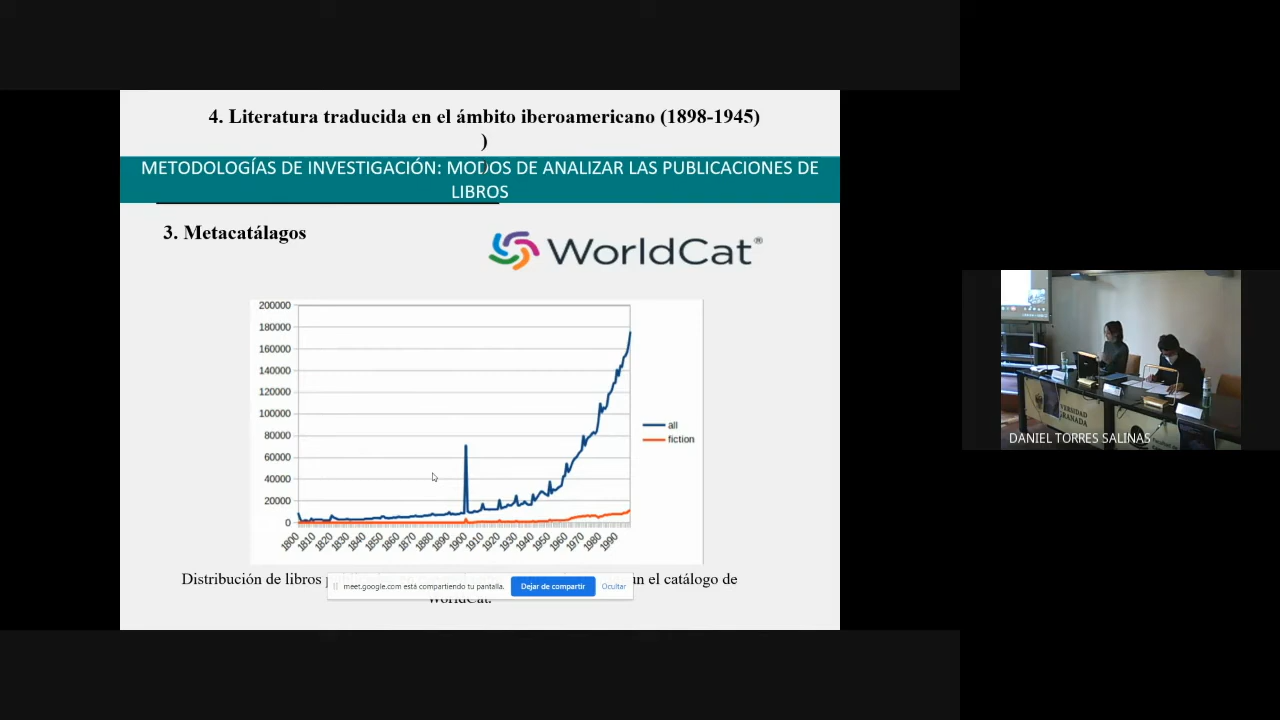 4. Literatura traducida en el ámbito iberoamericano (1898-1945)
)
METODOLOGÍAS DE INVESTIGACIÓN: MODOS DE ANALIZAR LAS PUBLICACIONES DE
LIBROS
3. Metacatálagos
WorldCat®
200000
180000
160000
140000
120000
100000
80000
60000
40000
20000
0
all
fiction
1800 1810 1820 1830 1840 1850 1860 1870 1880 1890 1900 1910 1920 1930 1940 1950 1960 1970 1980 1990
Distribución de libros un el catálogo de
meet.google.com está compartiendo tu pantalla. Dejar de compartir Ocultar
WorldCat.
DANIEL TORRES SALINAS